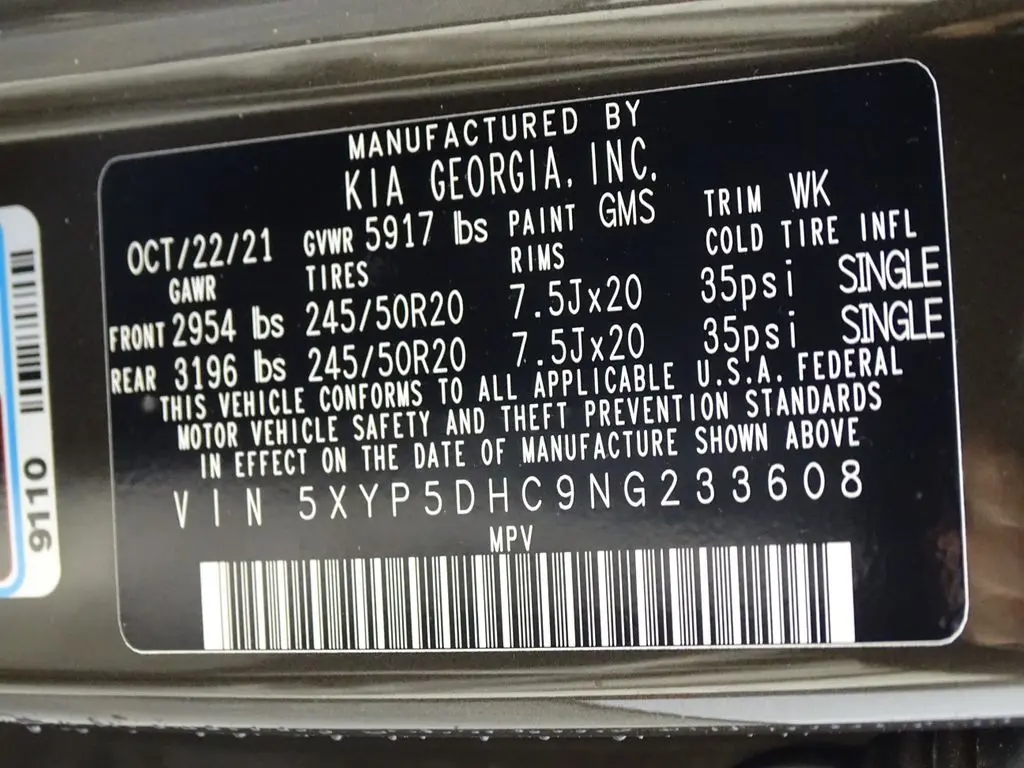 MANUFACTURED BY
KIA GEORGIA, INC.
OCT/22/21 GVWR 5917 lbs PAINT GMS TRIM WK
GAWR TIRES RIMS COLD TIRE INFL
FRONT 2954 lbs 245/50R20 7.5Jx20 35psi SINGLE
REAR 3196 lbs 245/50R20 7.5Jx20 35psi SINGLE
THIS VEHICLE CONFORMS TO ALL APPLICABLE U.S.A. FEDERAL
MOTOR VEHICLE SAFETY AND THEFT PREVENTION STANDARDS
IN EFFECT ON THE DATE OF MANUFACTURE SHOWN ABOVE
VIN 5XYP5DHC9NG233608
MPV
9110